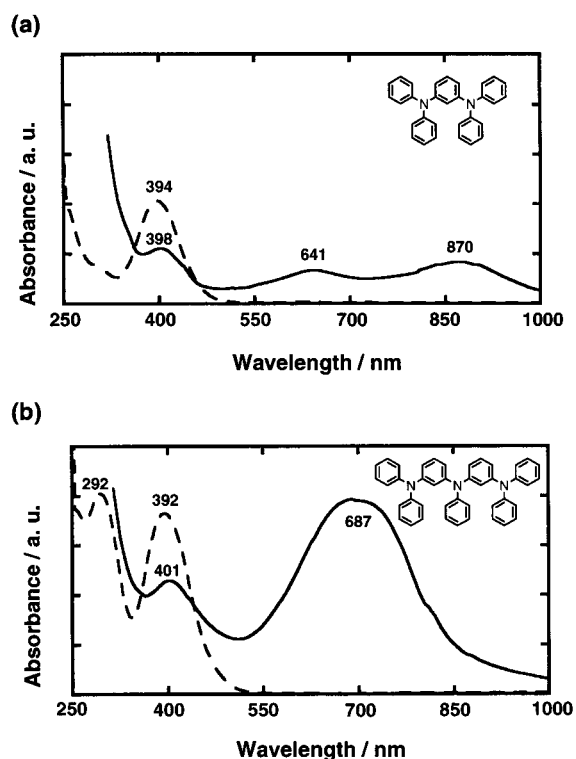 (a)
Absorbance / a. u.
394
398
641
870
N
N
250
400
550
700
850
1000
Wavelength / nm
(b)
Absorbance / a. u.
292
392
401
687
N
N
N
250
400
550
700
850
1000
Wavelength / nm